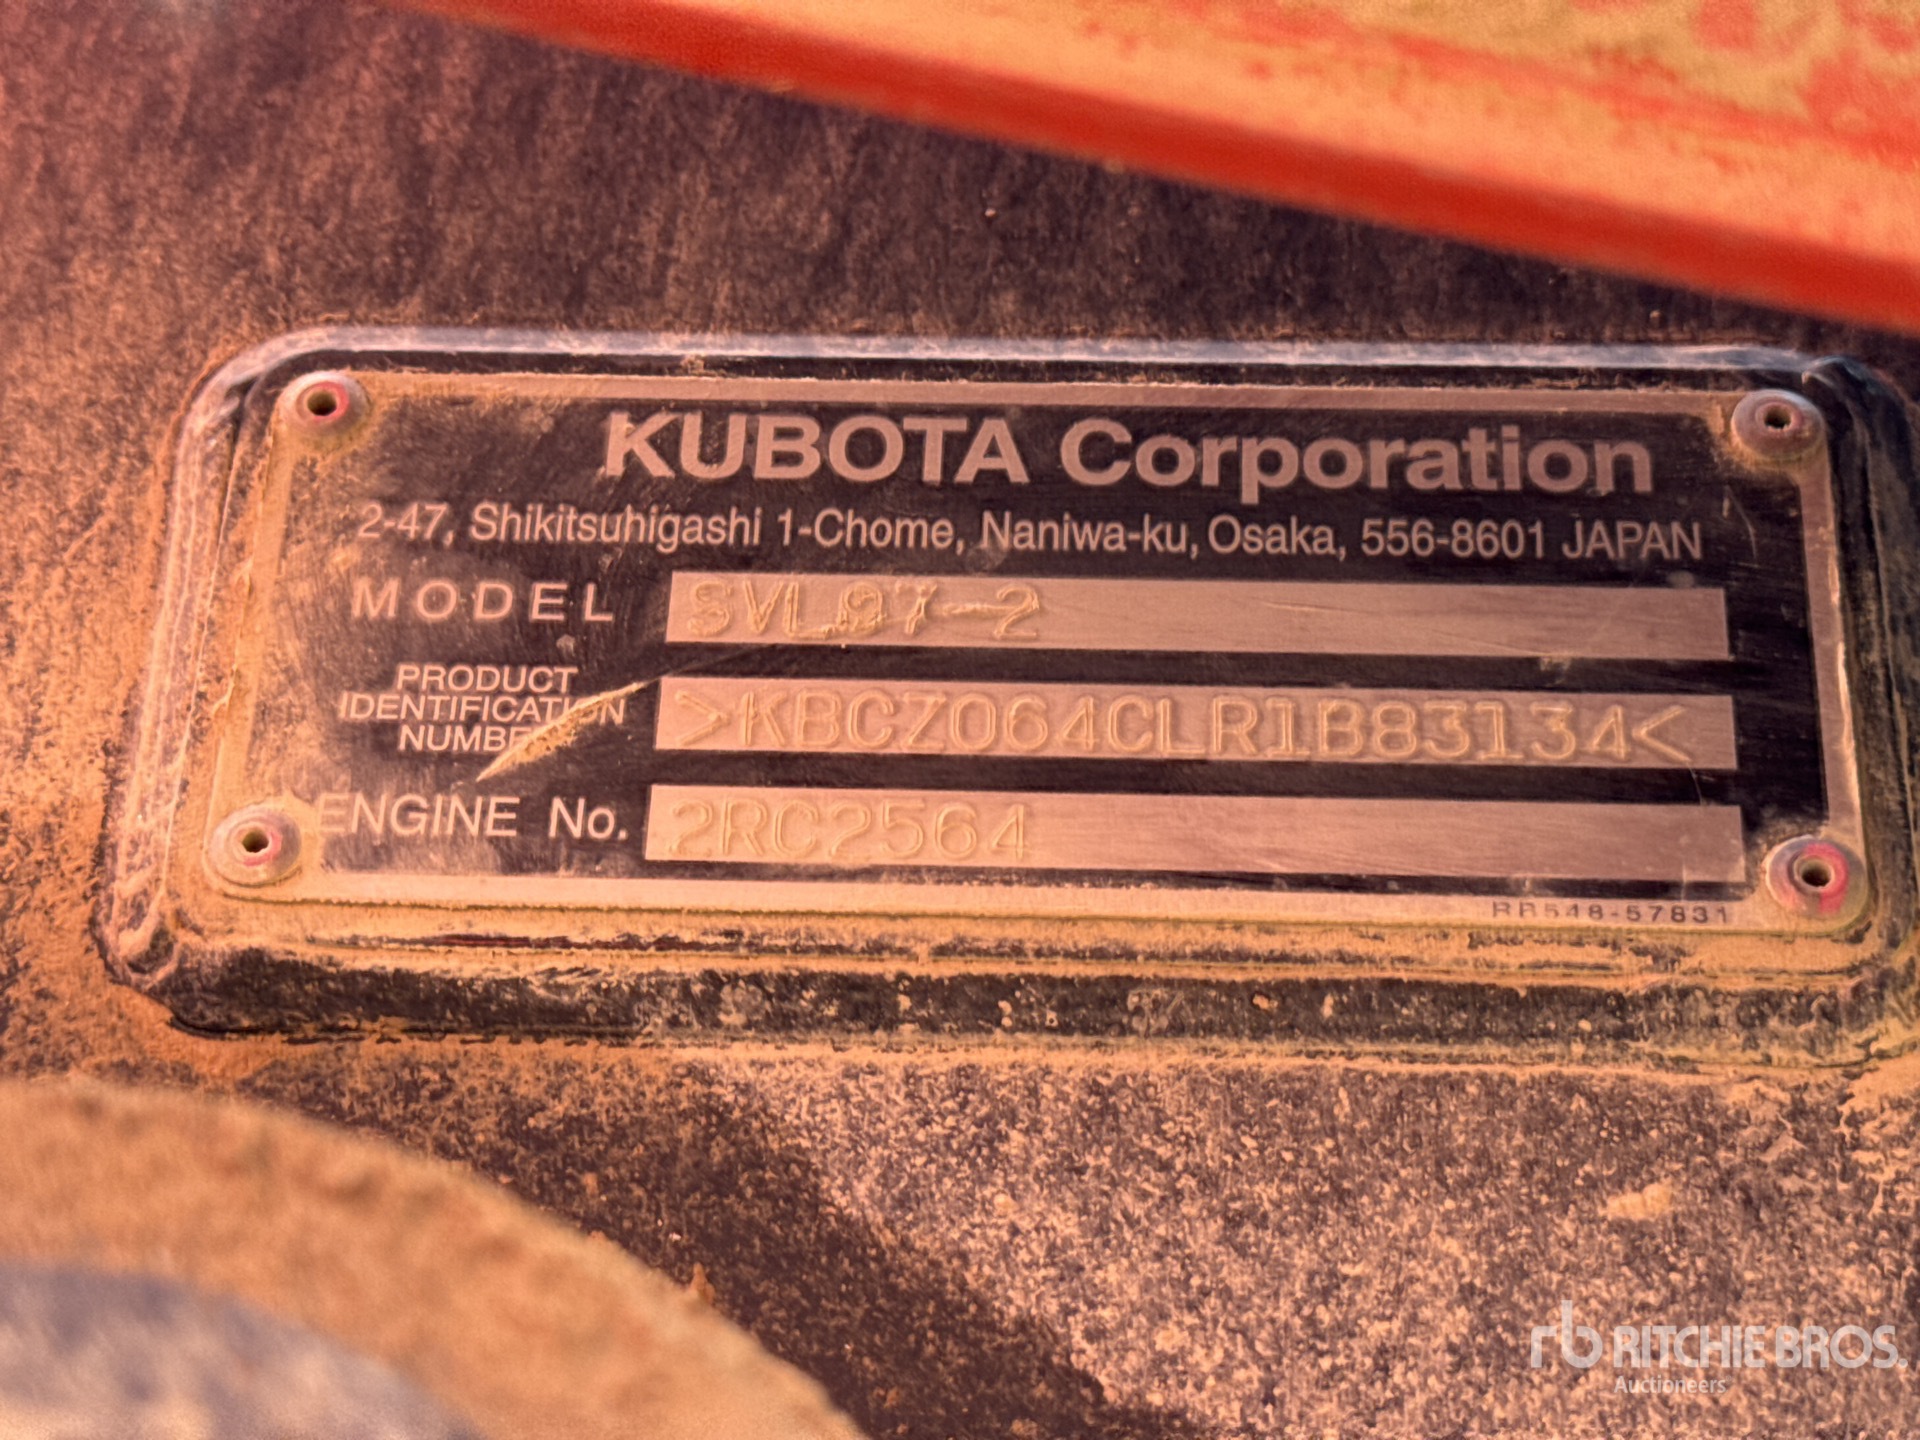 KUBOTA Corporation
2-47, Shikitsuhigashi 1-Chome, Naniwa-ku, Osaka, 556-8601 JAPAN
MODEL SVL97-2
PRODUCT
IDENTIFICATION
NUMBER >KBCZ064CLR1B83134<
ENGINE No. 2RC2564
RB548-57831
rb RITCHIE BROS.
Auctioneers